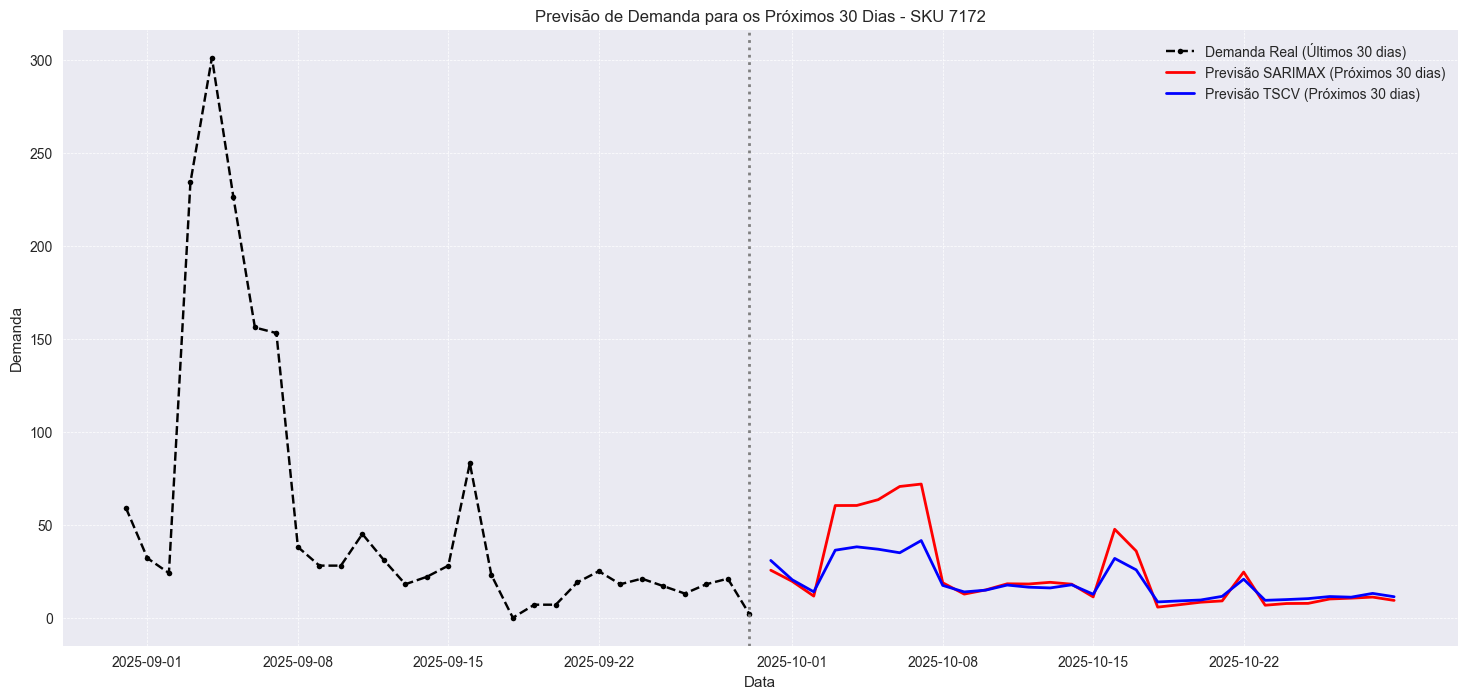 Previsão de Demanda para os Próximos 30 Dias - SKU 7172
Demanda Real (Últimos 30 dias)
Previsão SARIMAX (Próximos 30 dias)
Previsão TSCV (Próximos 30 dias)
Demanda
300
250
200
150
100
50
0
2025-09-01 2025-09-08 2025-09-15 2025-09-22 2025-10-01 2025-10-08 2025-10-15 2025-10-22
Data